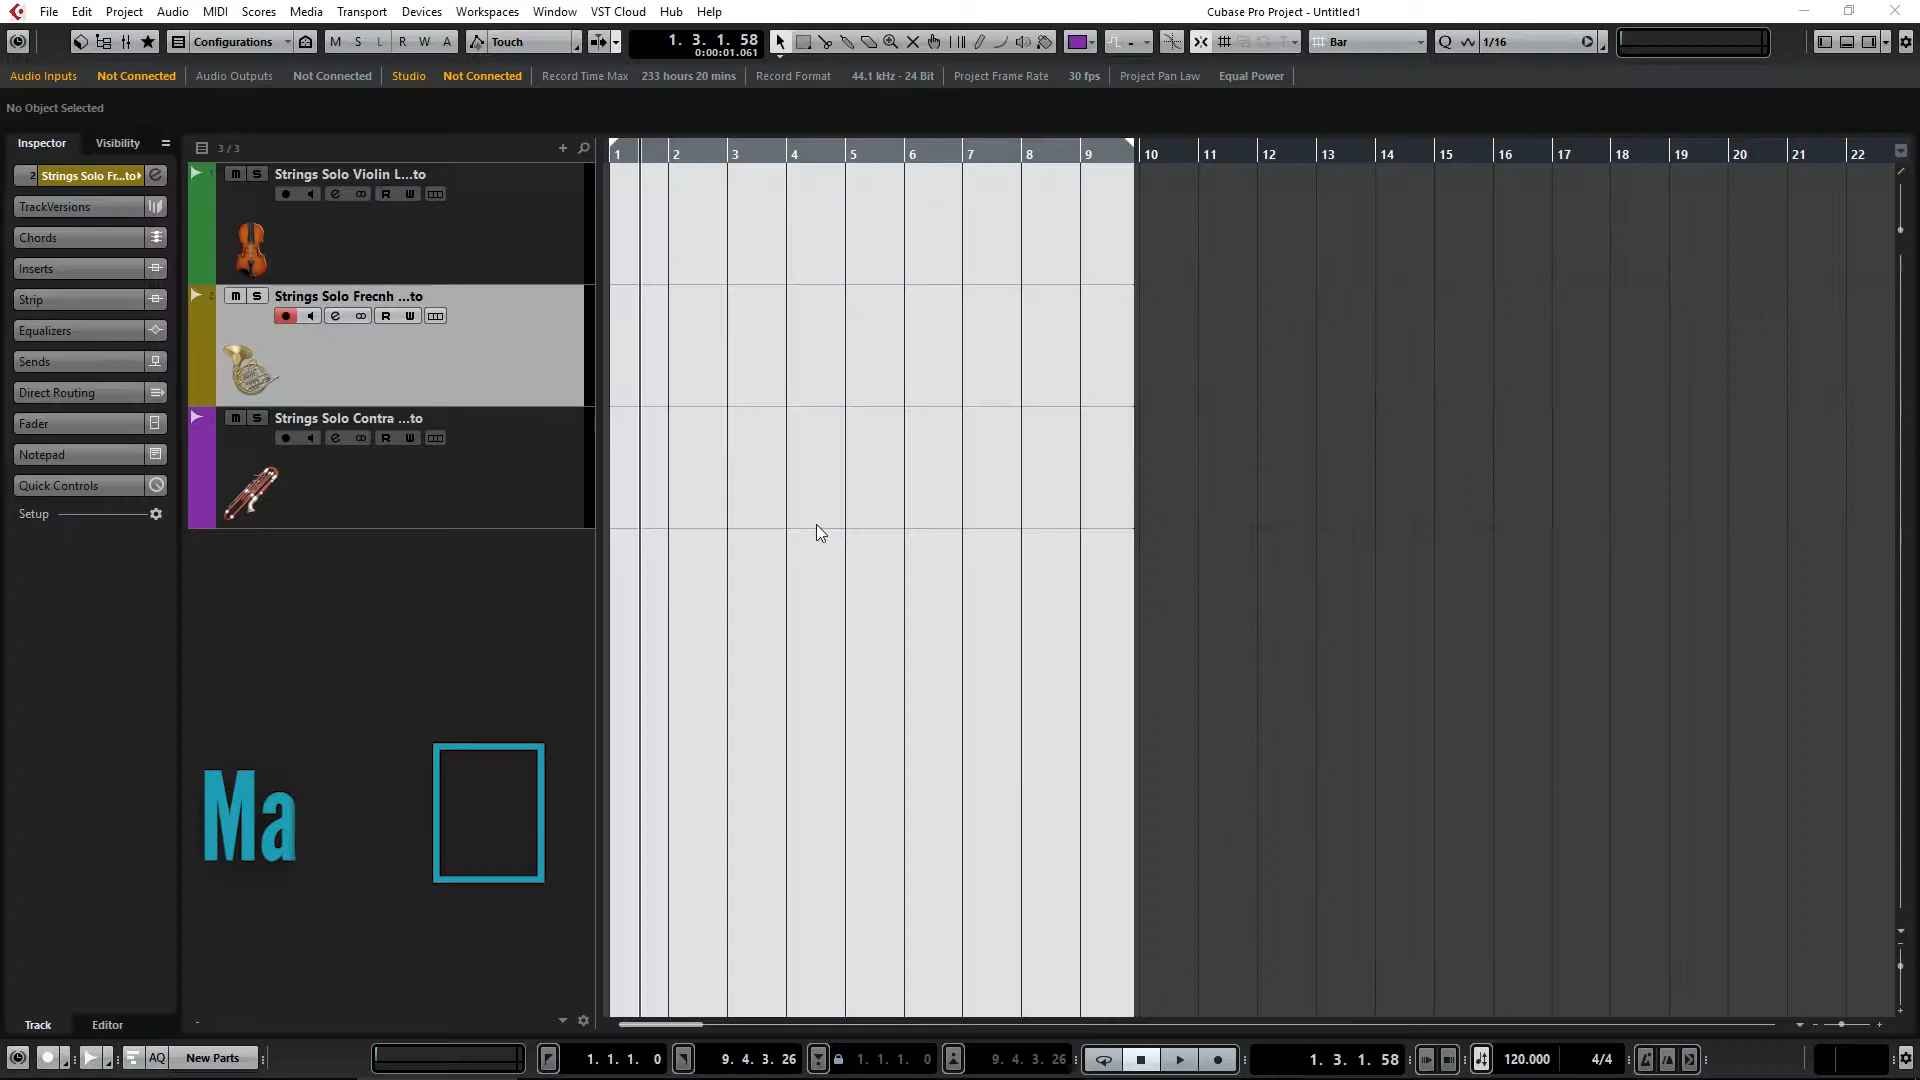 File Edit Project Audio MIDI Scores Media Transport Devices Workspaces Window VST Cloud Hub Help Cubase Pro Project - Untitled1
Configurations M S L R W A Touch 1. 3. 1. 58 Bar Q 1/16
0:00:01.061
Audio Inputs Not Connected Audio Outputs Not Connected Studio Not Connected Record Time Max 233 hours 20 mins Record Format 44.1 kHz - 24 Bit Project Frame Rate 30 fps Project Pan Law Equal Power
No Object Selected
Inspector Visibility 3 / 3
1 2 3 4 5 6 7 8 9 10 11 12 13 14 15 16 17 18 19 20 21 22
2 Strings Solo Fr...to
TrackVersions
Chords
Inserts
Strip
Equalizers
Sends
Direct Routing
Fader
Notepad
Quick Controls
Setup
1 m S Strings Solo Violin L...to
e R W
2 m S Strings Solo Frecnh ...to
e R W
m S Strings Solo Contra ...to
e R W
Ma
Track Editor
AQ New Parts 1. 1. 1. 0 9. 4. 3. 26 1. 1. 1. 0 9. 4. 3. 26 1. 3. 1. 58 120.000 4/4